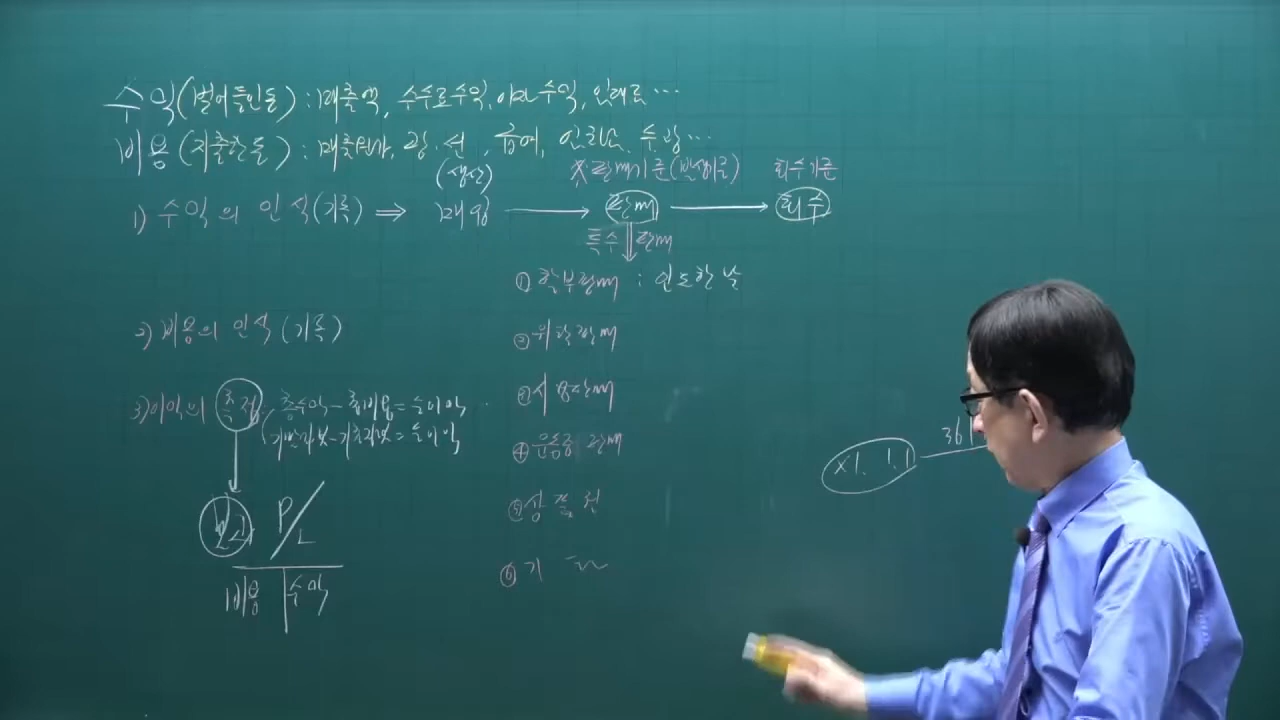 수익(벌어들인돈) : 매출액, 수수료수익, 이자수익, 임대료…
비용(지출한돈) : 매출원가, 광·선, 급여, 임차료, 수광…
(생산)
※판매기준(발생기준)
회수기준
1) 수익의 인식(기록) ⇒ 매입 → 판매 → 회수
특수 판매
① 할부판매 : 인도한 날
2) 비용의 인식(기록)
② 위탁판매
3) 이익의 측정
총수익 - 총비용 = 순이익
기말자본 - 기초자본 = 순이익
③ 시용판매
④ 판매
⑤ 상품권
⑥ 기
x1. 1.1
36
P/L
비용 수익